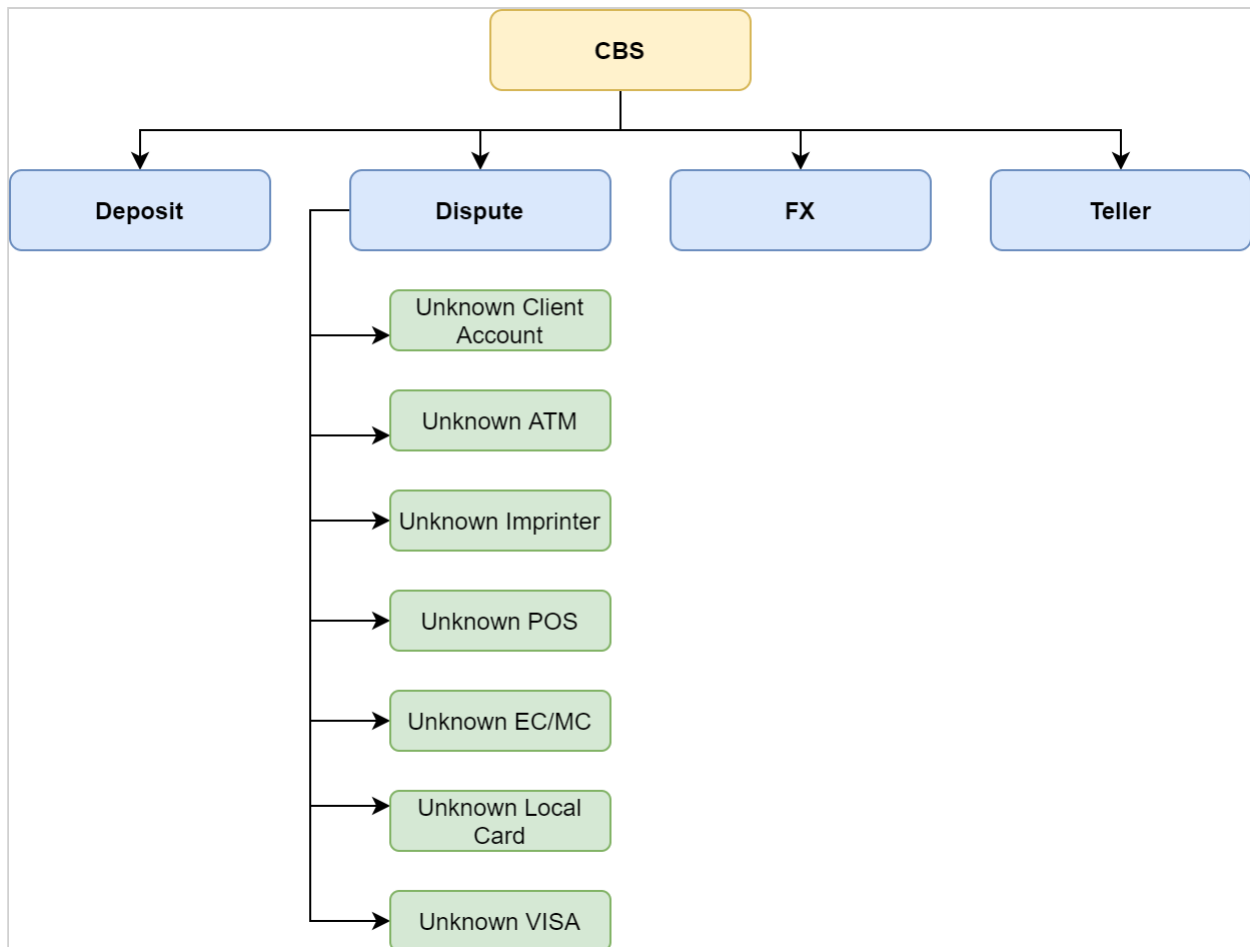 CBS
Deposit
Dispute
FX
Teller
Unknown Client
Account
Unknown ATM
Unknown Imprinter
Unknown POS
Unknown EC/MC
Unknown Local
Card
Unknown VISA